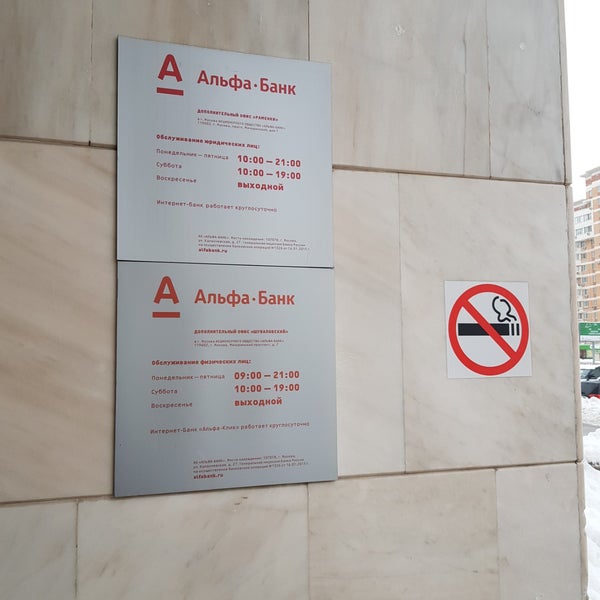 А
Альфа·Банк
ДОПОЛНИТЕЛЬНЫЙ ОФИС «РАМЕНКИ»
Обслуживание юридических лиц:
Понедельник — пятница 10:00 — 21:00
Суббота 10:00 — 19:00
Воскресенье выходной
Интернет-банк работает круглосуточно
alfabank.ru
А
Альфа·Банк
ДОПОЛНИТЕЛЬНЫЙ ОФИС «ШУВАЛОВСКИЙ»
Обслуживание физических лиц:
Понедельник — пятница 09:00 — 21:00
Суббота 10:00 — 19:00
Воскресенье выходной
Интернет-Банк «Альфа-Клик» работает круглосуточно
alfabank.ru